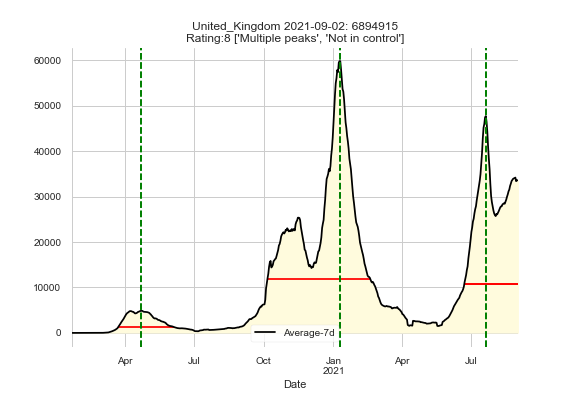 United_Kingdom 2021-09-02: 6894915
Rating:8 ['Multiple peaks', 'Not in control']
60000
50000
40000
30000
20000
10000
0
Average-7d
Apr
Jul
Oct
Jan
2021
Apr
Jul
Date